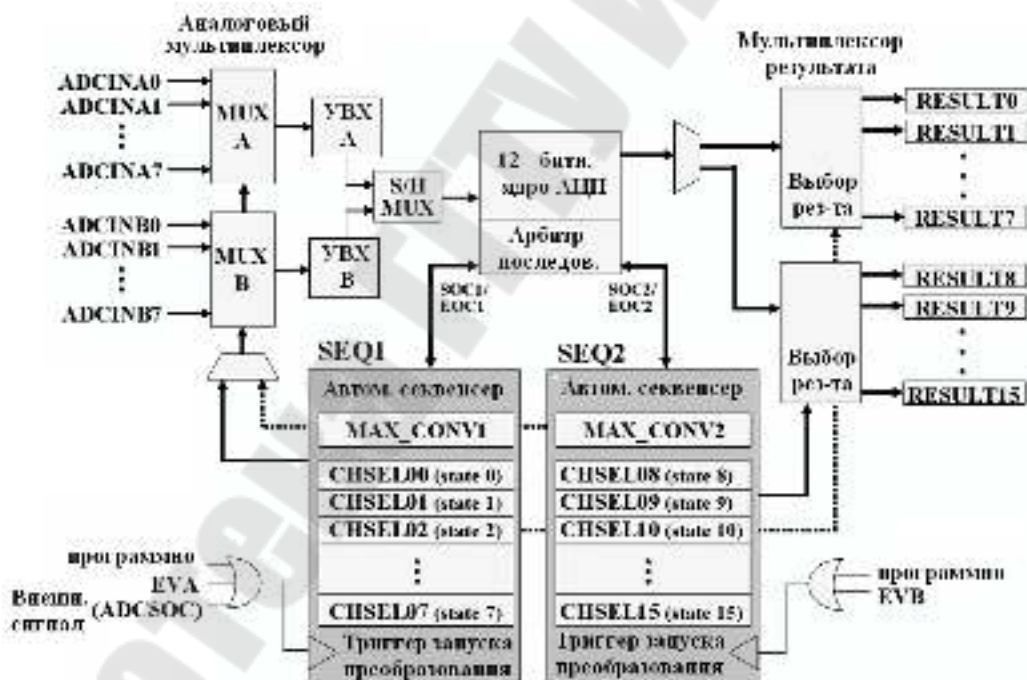 Аналоговый
мультиплексор
ADCINA0
ADCINA1
ADCINA7
MUX
A
УВХ
A
ADCINB0
ADCINB1
ADCINB7
MUX
B
УВХ
B
S/H
MUX
12 битн.
ядро АЦП
Арбитр
последов.
SOC1/
EOC1
SOC2/
EOC2
Мультиплексор
результата
Выбор
рез-та
RESULT0
RESULT1
RESULT7
Выбор
рез-та
RESULT8
RESULT9
RESULT15
SEQ1
Автом. секвенсер
MAX_CONV1
CHSEL00 (state 0)
CHSEL01 (state 1)
CHSEL02 (state 2)
CHSEL07 (state 7)
Триггер запуска
преобразования
SEQ2
Автом. секвенсер
MAX_CONV2
CHSEL08 (state 8)
CHSEL09 (state 9)
CHSEL10 (state 10)
CHSEL15 (state 15)
Триггер запуска
преобразования
программно
EVA
Внешн.
сигнал
(ADCSOC)
программно
EVB